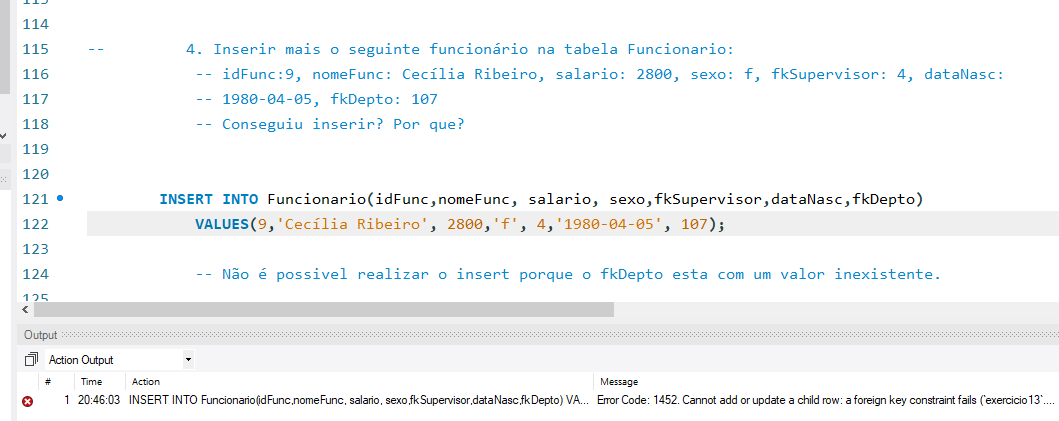 114
115 -- 4. Inserir mais o seguinte funcionário na tabela Funcionario:
116 -- idFunc:9, nomeFunc: Cecília Ribeiro, salario: 2800, sexo: f, fkSupervisor: 4, dataNasc:
117 -- 1980-04-05, fkDepto: 107
118 -- Conseguiu inserir? Por que?
119
120
121 INSERT INTO Funcionario(idFunc,nomeFunc, salario, sexo,fkSupervisor,dataNasc,fkDepto)
122 VALUES(9,'Cecília Ribeiro', 2800,'f', 4,'1980-04-05', 107);
123
124 -- Não é possivel realizar o insert porque o fkDepto esta com um valor inexistente.
125
Output
Action Output
# Time Action Message
1 20:46:03 INSERT INTO Funcionario(idFunc,nomeFunc, salario, sexo,fkSupervisor,dataNasc,fkDepto) VA... Error Code: 1452. Cannot add or update a child row: a foreign key constraint fails (`exercicio13`....